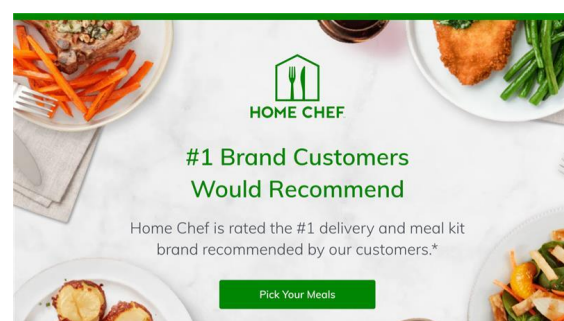 HOME CHEF
#1 Brand Customers
Would Recommend
Home Chef is rated the #1 delivery and meal kit
brand recommended by our customers.*
Pick Your Meals